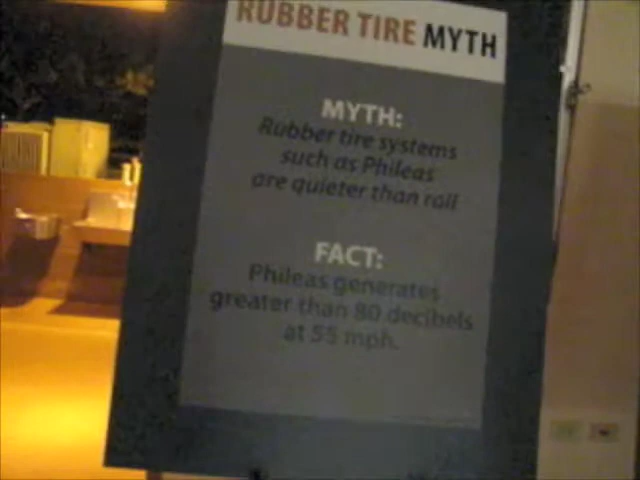 RUBBER TIRE MYTH
MYTH:
Rubber tire systems
such as Phileas
are quieter than rail
FACT:
Phileas generates
greater than 80 decibels
at 55 mph.